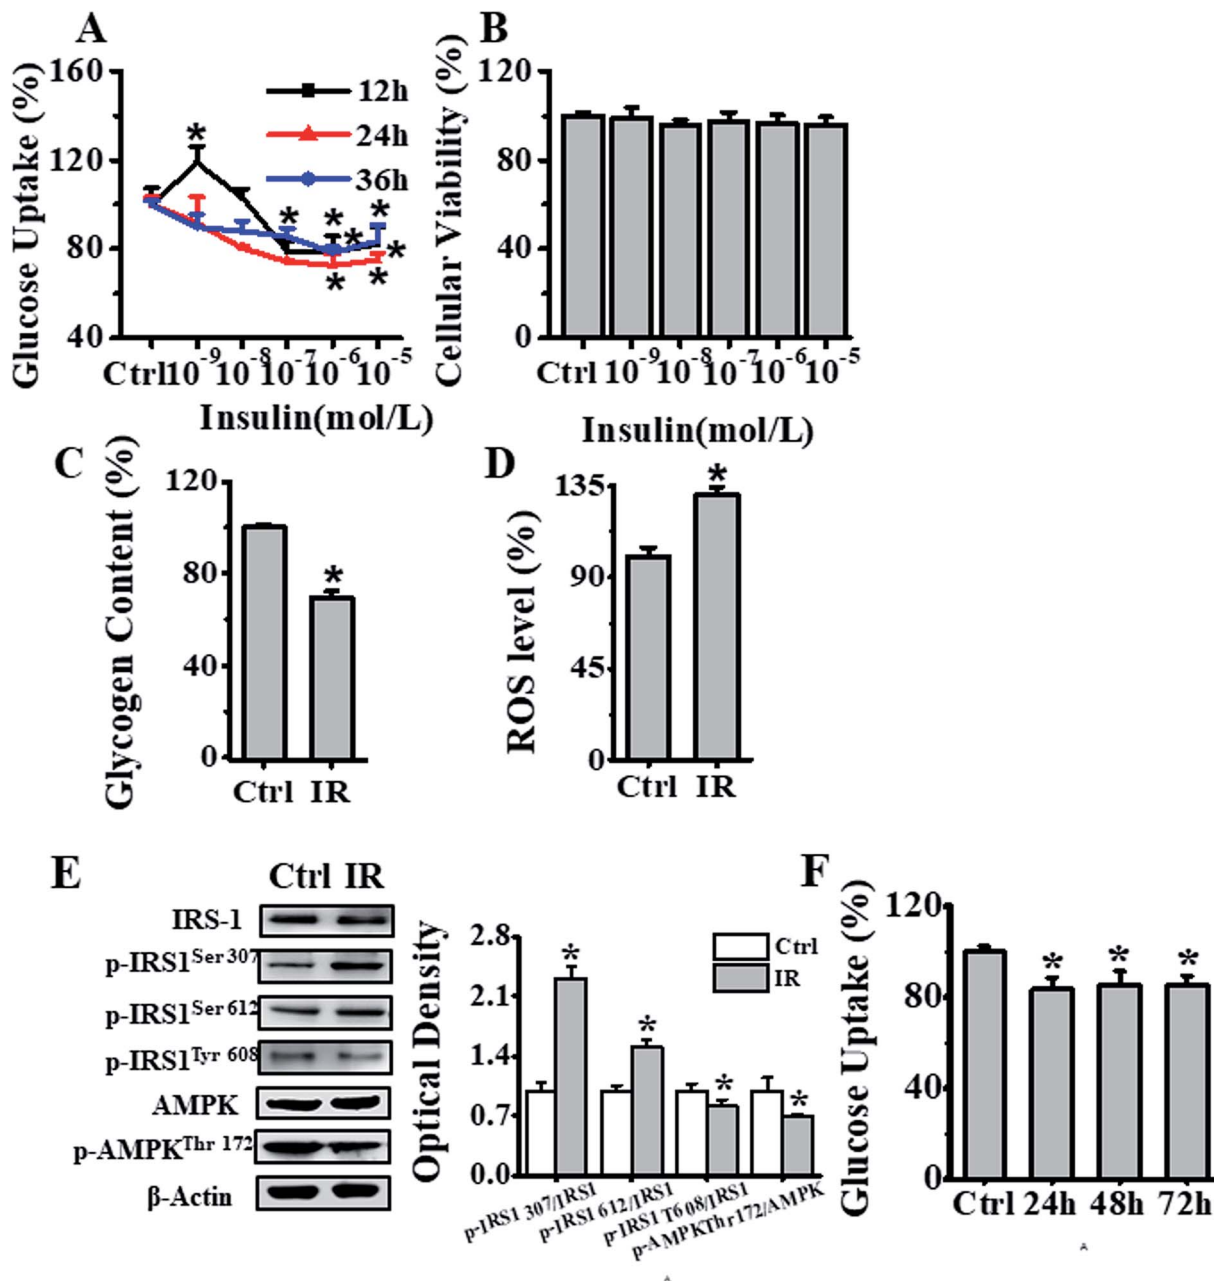 A
Glucose Uptake (%)
160
120
80
40
12h
24h
36h
*
* * * * * * *
Ctrl 10⁻⁹ 10⁻⁸ 10⁻⁷ 10⁻⁶ 10⁻⁵
Insulin(mol/L)
B
Cellular Viability (%)
120
80
40
0
Ctrl 10⁻⁹ 10⁻⁸ 10⁻⁷ 10⁻⁶ 10⁻⁵
Insulin(mol/L)
C
Glycogen Content (%)
120
80
40
0
*
Ctrl IR
D
ROS level (%)
135
90
45
0
*
Ctrl IR
E
Ctrl IR
IRS-1
p-IRS1Ser 307
p-IRS1Ser 612
p-IRS1Tyr 608
AMPK
p-AMPKThr 172
β-Actin
Optical Density
2.8
2.1
1.4
0.7
0.0
Ctrl
IR
* * * *
p-IRS1 307/IRS1
p-IRS1 612/IRS1
p-IRS1 T608/IRS1
p-AMPKThr172/AMPK
F
Glucose Uptake (%)
120
80
40
0
* * *
Ctrl 24h 48h 72h